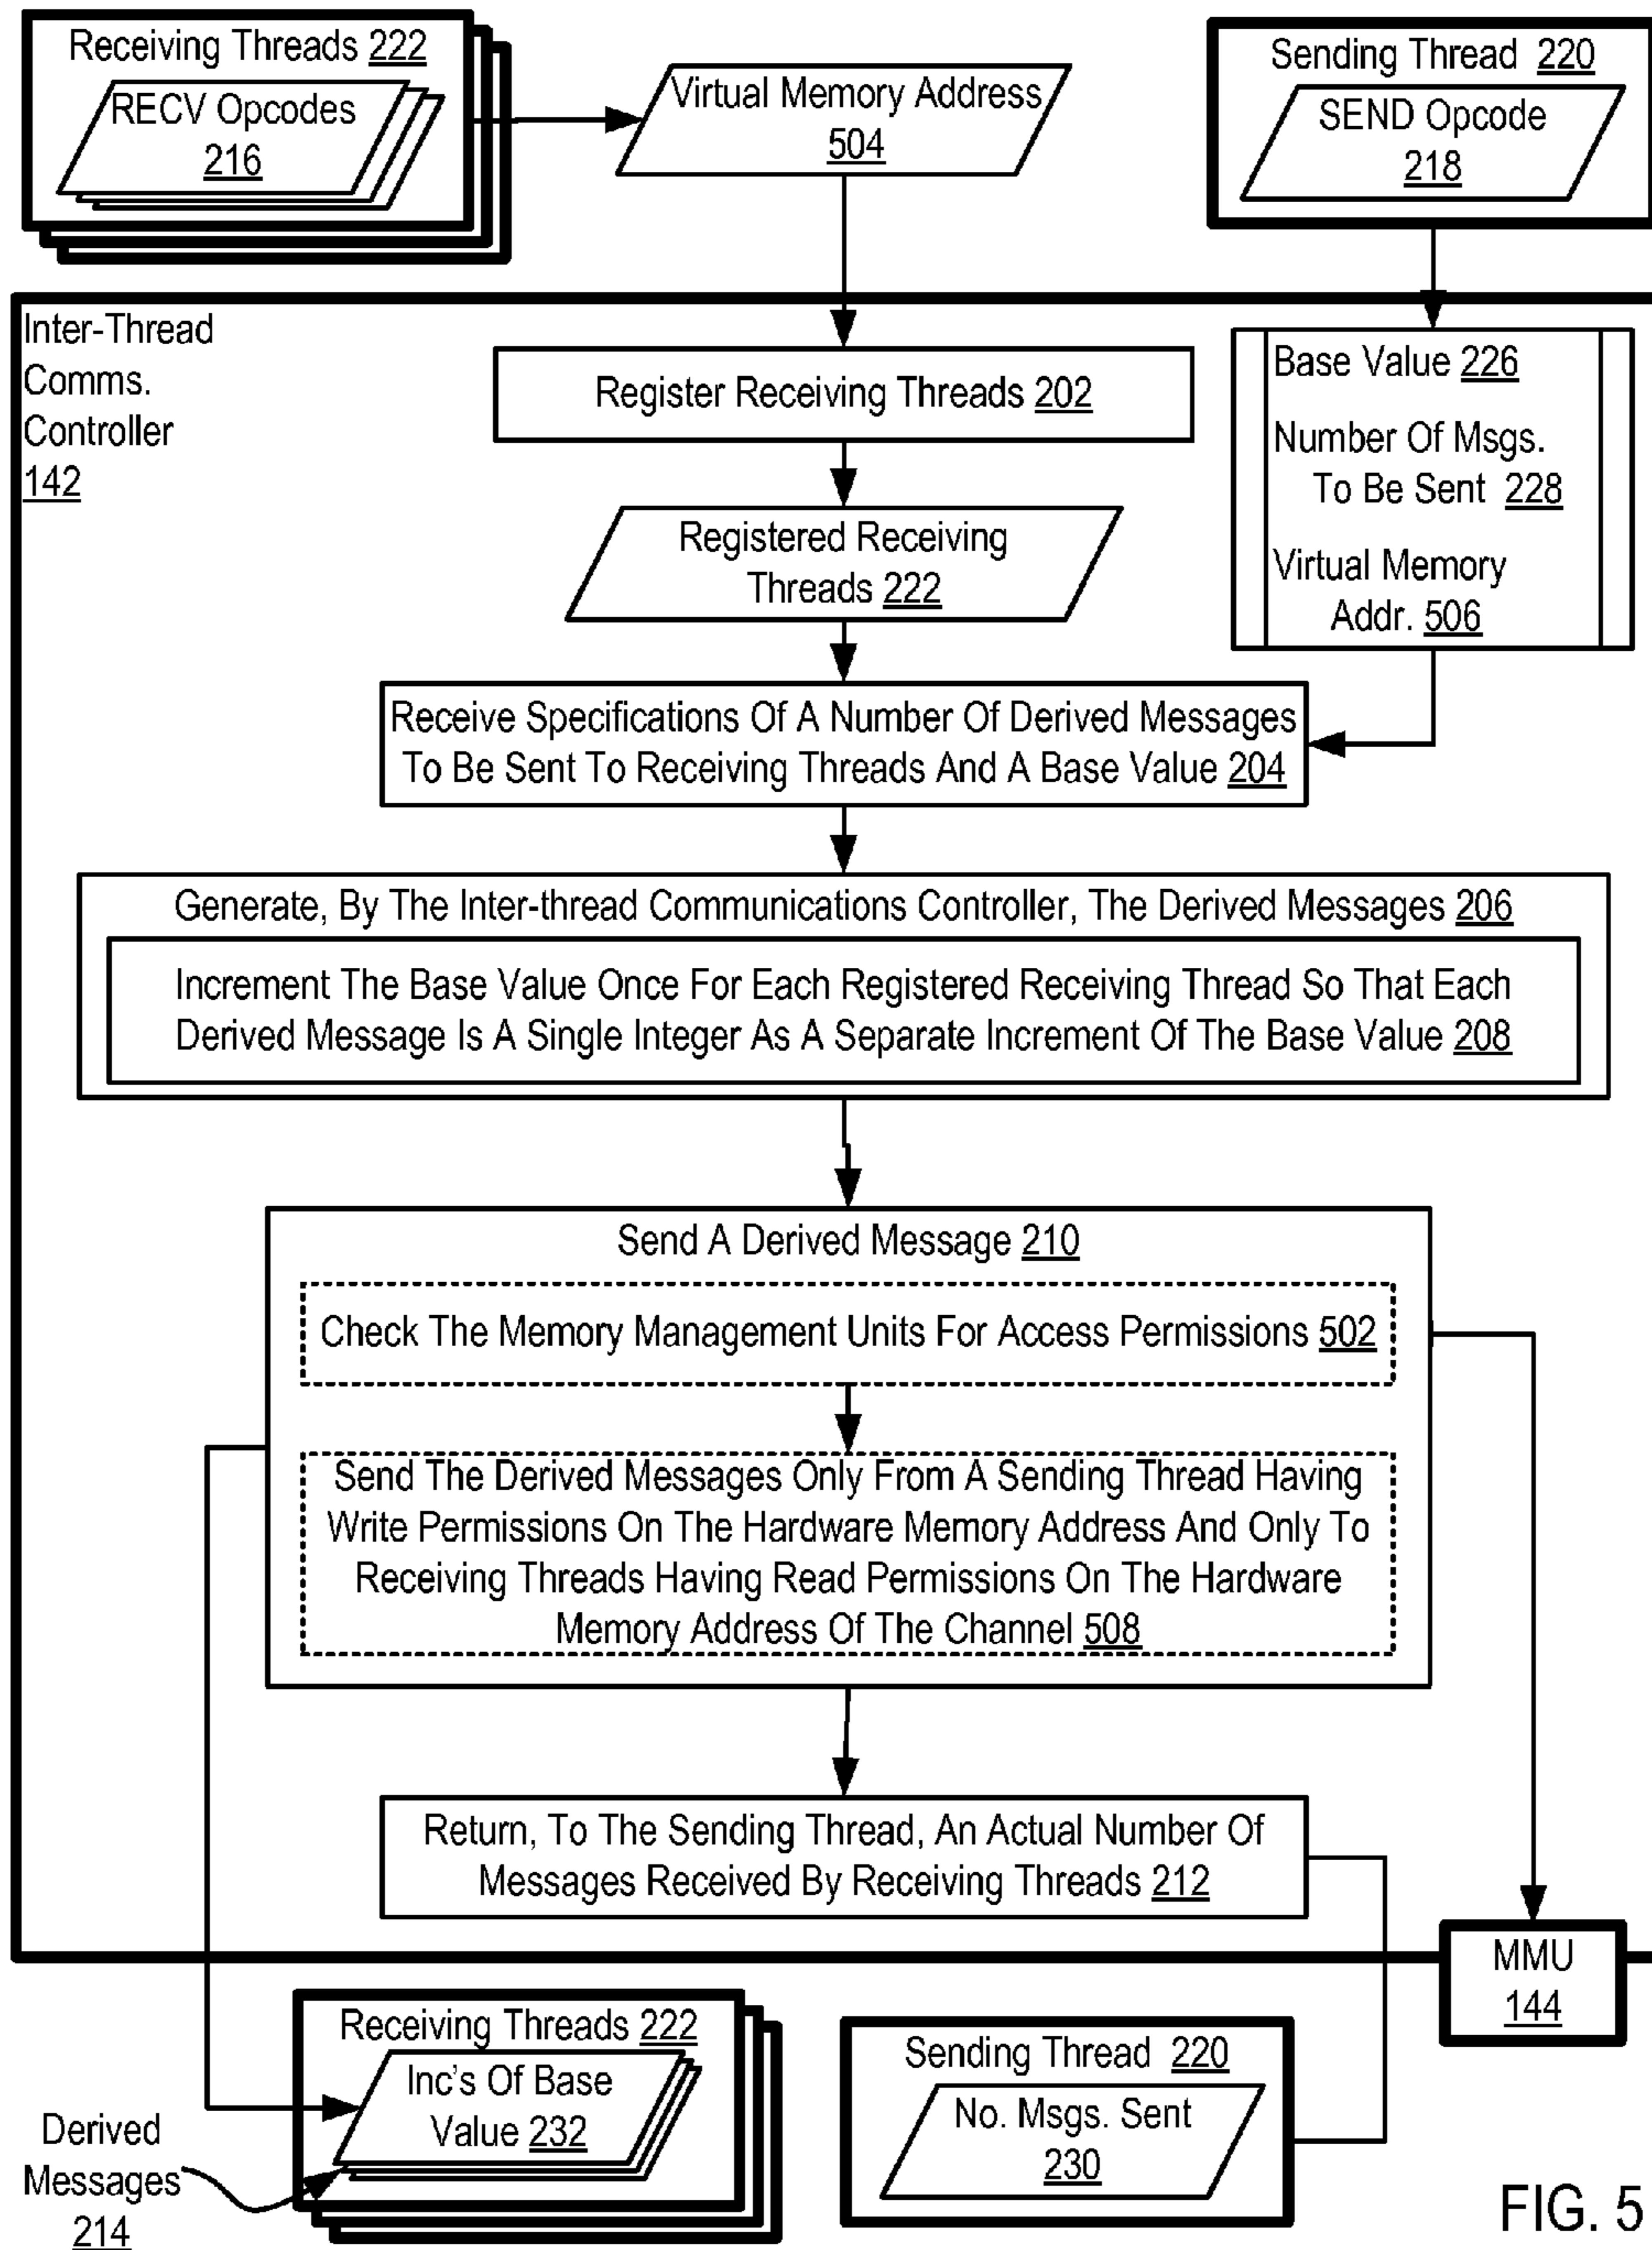 Receiving Threads 222
RECV Opcodes
216
Virtual Memory Address
504
Sending Thread 220
SEND Opcode
218
Inter-Thread
Comms.
Controller
142
Register Receiving Threads 202
Base Value 226
Number Of Msgs.
To Be Sent 228
Virtual Memory
Addr. 506
Registered Receiving
Threads 222
Receive Specifications Of A Number Of Derived Messages
To Be Sent To Receiving Threads And A Base Value 204
Generate, By The Inter-thread Communications Controller, The Derived Messages 206
Increment The Base Value Once For Each Registered Receiving Thread So That Each
Derived Message Is A Single Integer As A Separate Increment Of The Base Value 208
Send A Derived Message 210
Check The Memory Management Units For Access Permissions 502
Send The Derived Messages Only From A Sending Thread Having
Write Permissions On The Hardware Memory Address And Only To
Receiving Threads Having Read Permissions On The Hardware
Memory Address Of The Channel 508
Return, To The Sending Thread, An Actual Number Of
Messages Received By Receiving Threads 212
MMU
144
Receiving Threads 222
Inc's Of Base
Value 232
Sending Thread 220
No. Msgs. Sent
230
Derived
Messages
214
FIG. 5